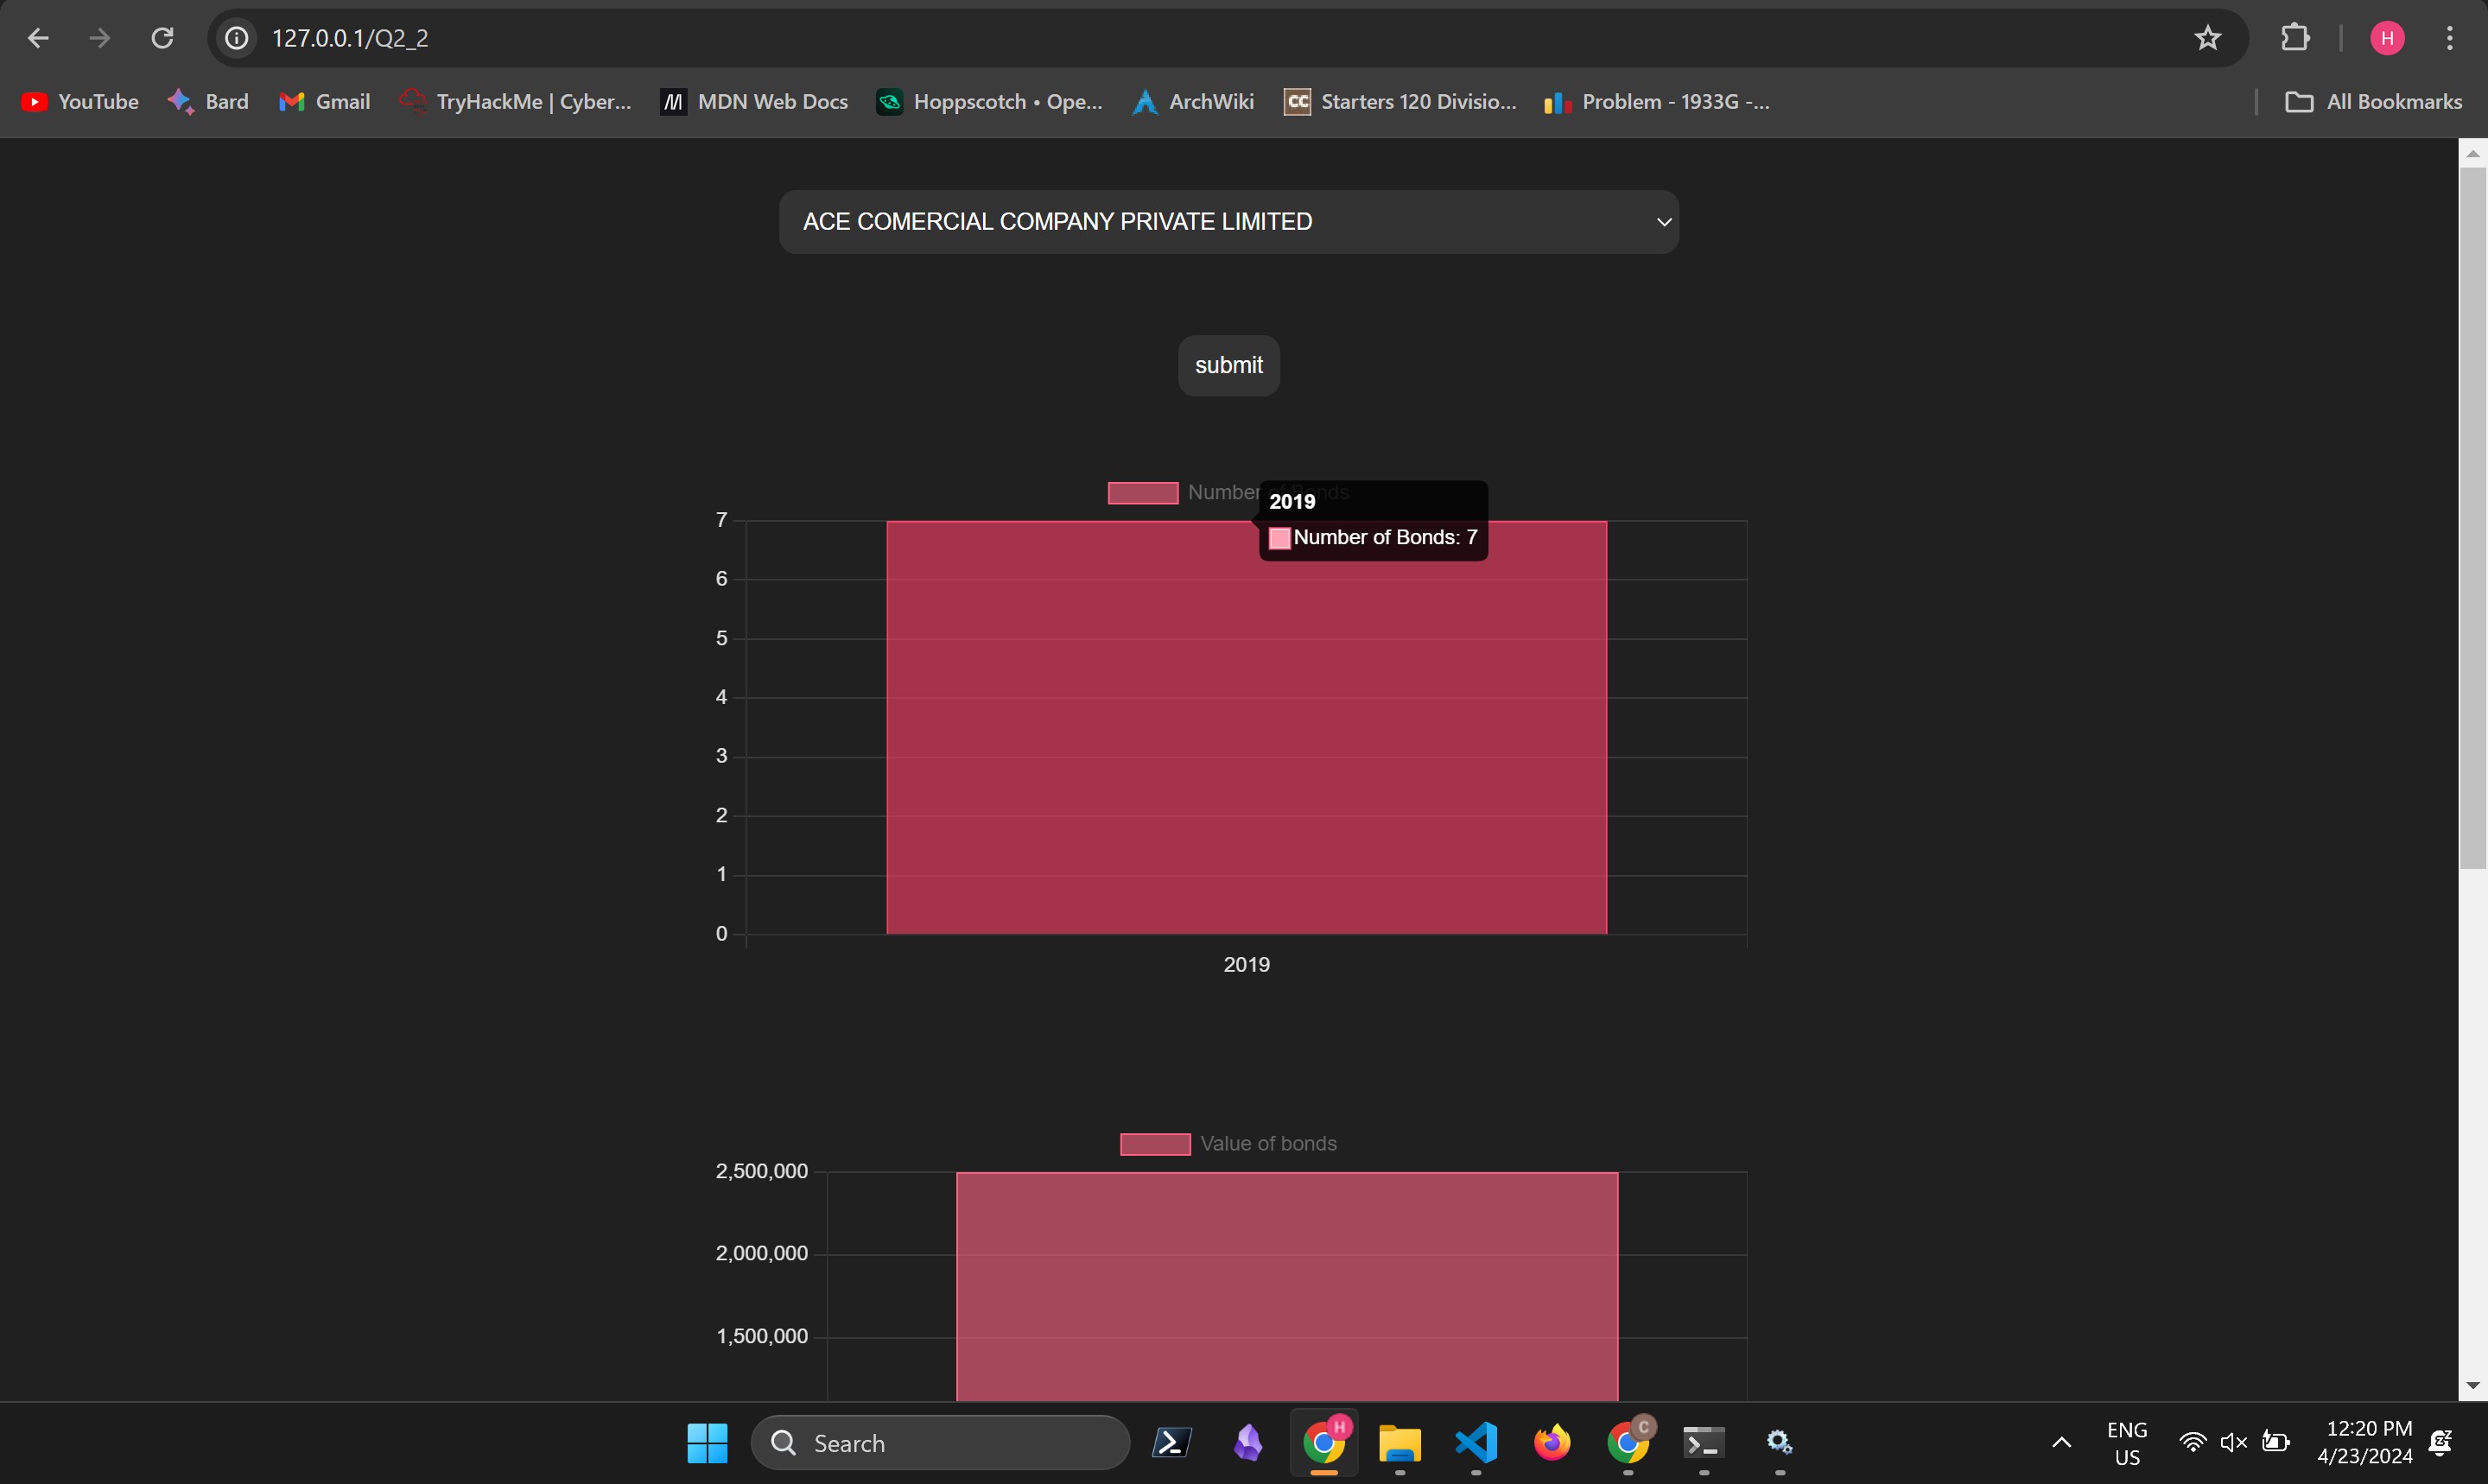 127.0.0.1/Q2_2
H
YouTube
Bard
Gmail
TryHackMe | Cyber...
MDN Web Docs
Hoppscotch • Ope...
ArchWiki
CC
Starters 120 Divisio...
Problem - 1933G -...
All Bookmarks
ACE COMERCIAL COMPANY PRIVATE LIMITED
submit
Number of Bonds
2019
Number of Bonds: 7
7
6
5
4
3
2
1
0
2019
Value of bonds
2,500,000
2,000,000
1,500,000
Search
H
C
ENG
US
12:20 PM
4/23/2024